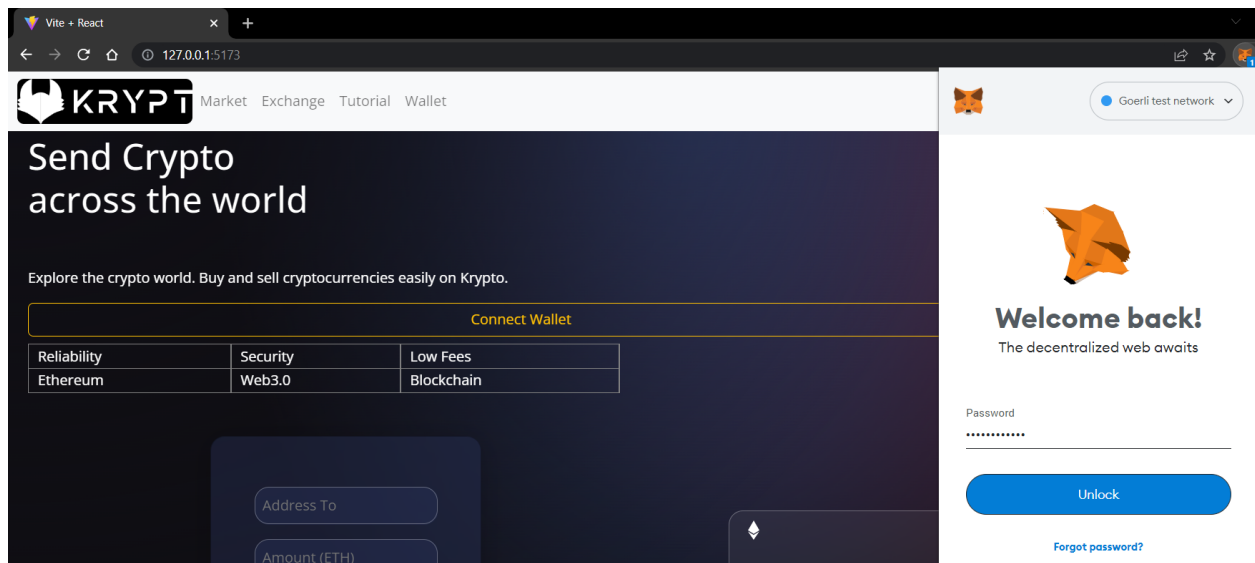 Vite + React
127.0.0.1:5173
1
KRYPT
Market Exchange Tutorial Wallet
Goerli test network
Send Crypto
across the world
Explore the crypto world. Buy and sell cryptocurrencies easily on Krypto.
Connect Wallet
Reliability Security Low Fees
Ethereum Web3.0 Blockchain
Address To
Amount (ETH)
Welcome back!
The decentralized web awaits
Password
••••••••••••
Unlock
Forgot password?